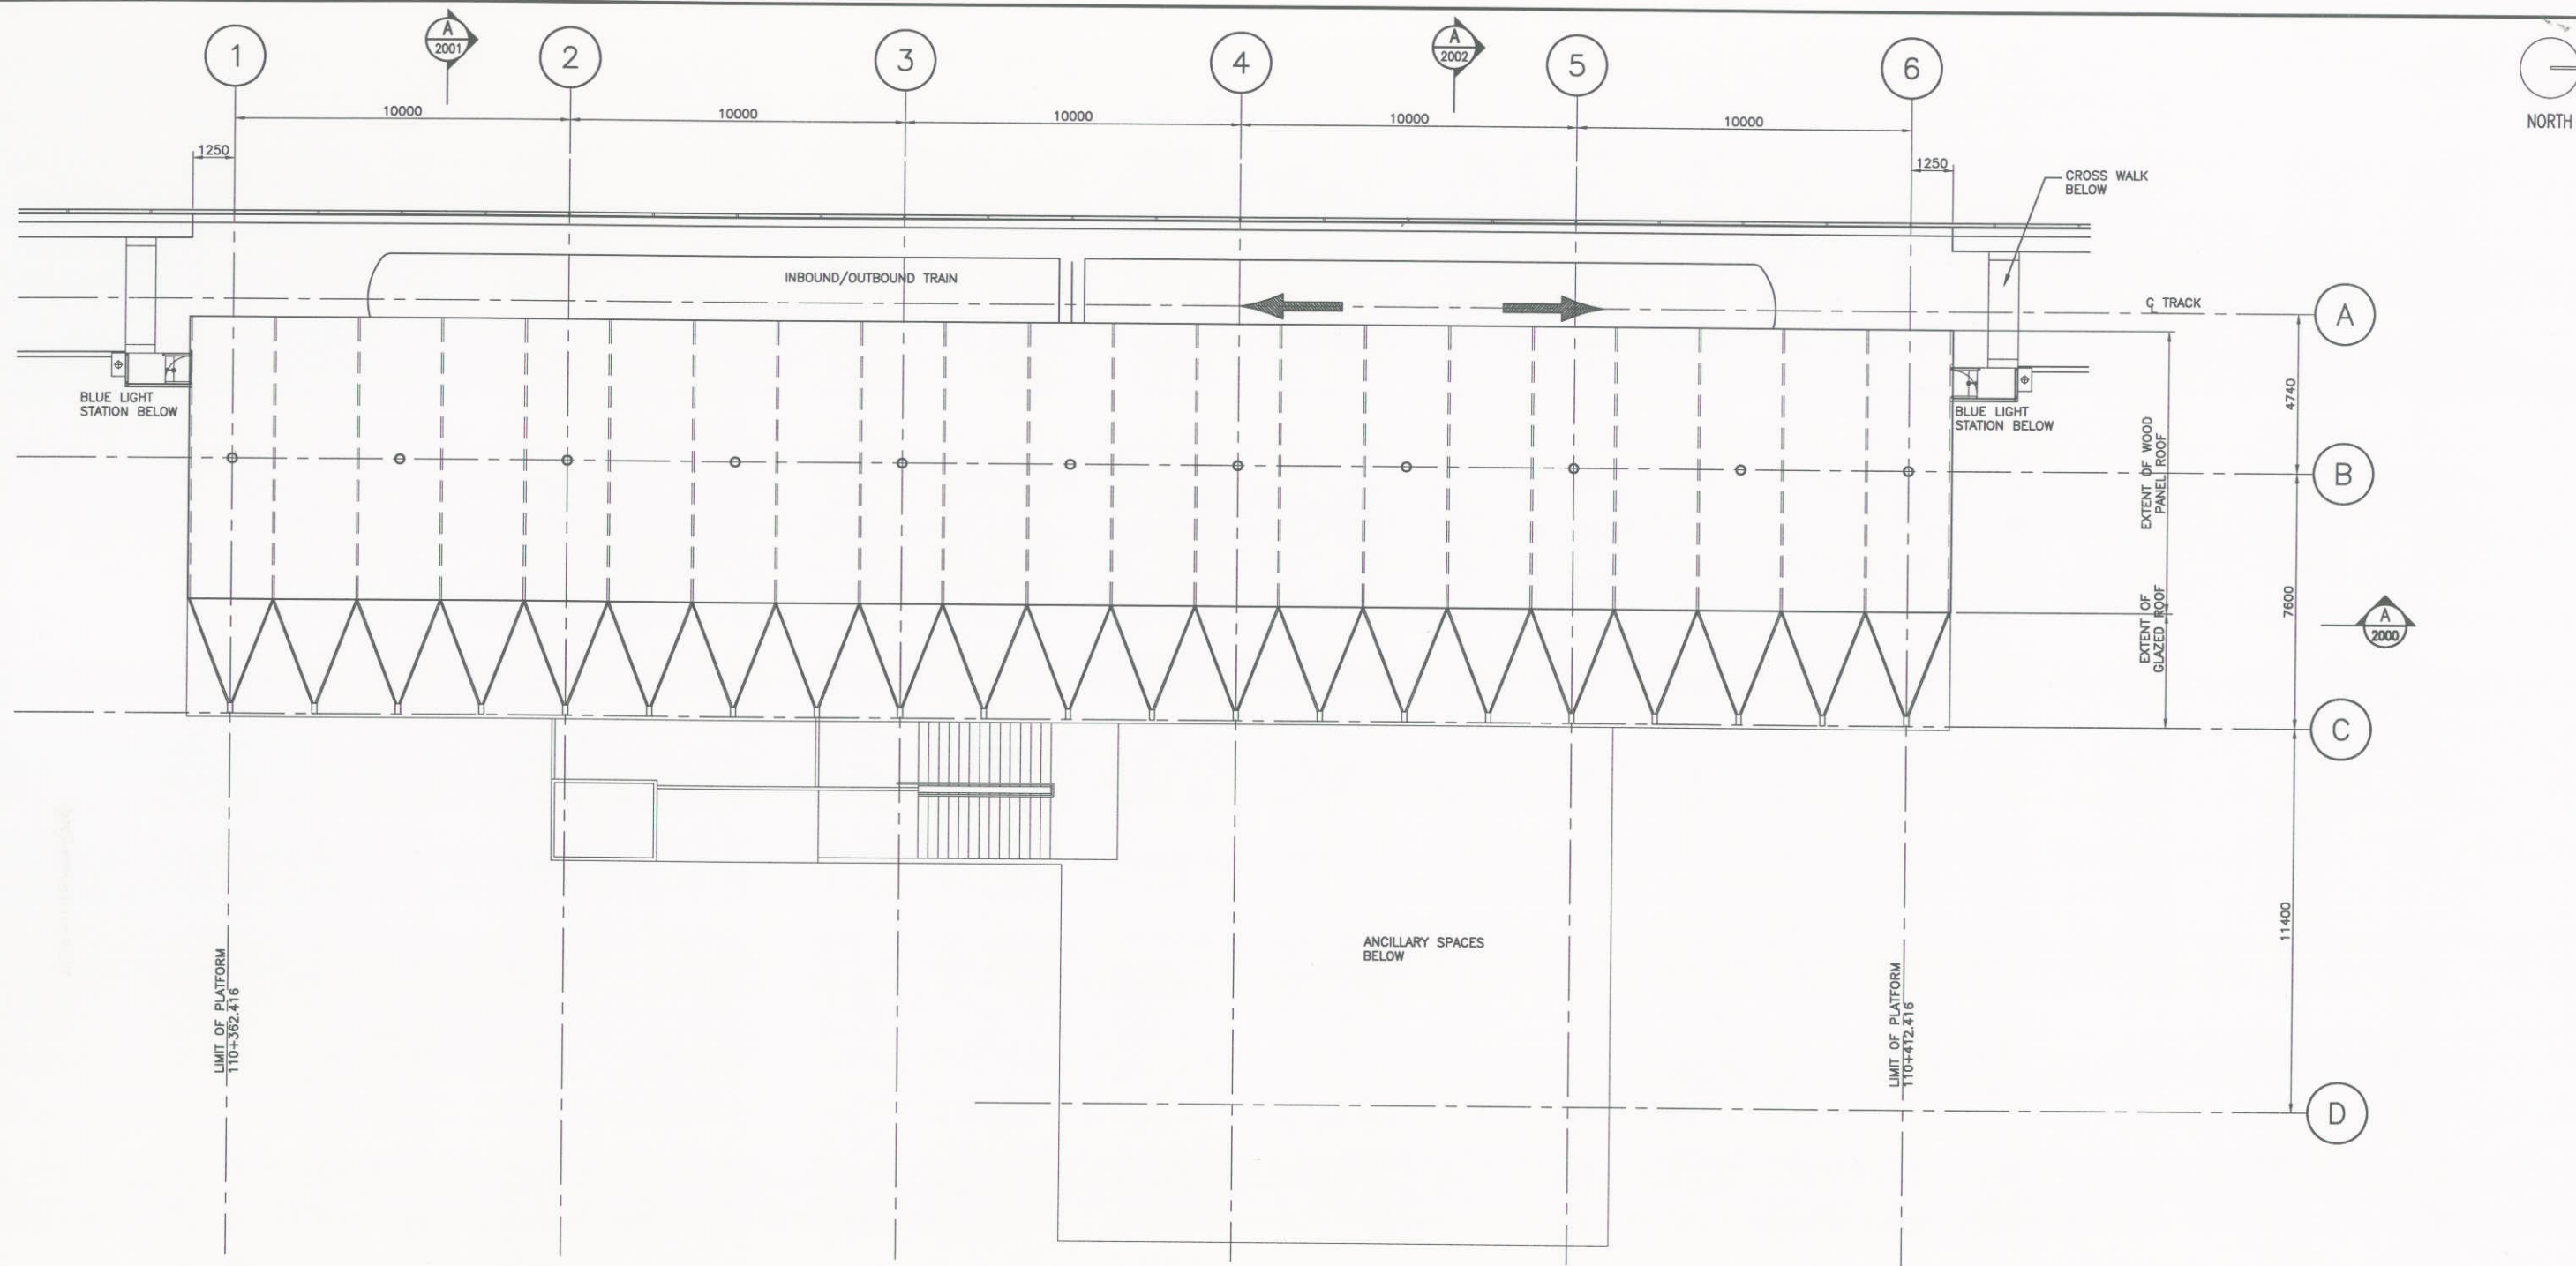 1
A
2001
2
3
4
A
2002
5
6
NORTH
10000
10000
10000
10000
10000
1250
1250
CROSS WALK
BELOW
INBOUND/OUTBOUND TRAIN
℄ TRACK
A
BLUE LIGHT
STATION BELOW
BLUE LIGHT
STATION BELOW
4740
EXTENT OF WOOD
PANEL ROOF
B
7600
EXTENT OF
GLAZED ROOF
A
2000
C
11400
ANCILLARY SPACES
BELOW
LIMIT OF PLATFORM
110+362.416
LIMIT OF PLATFORM
110+412.416
D